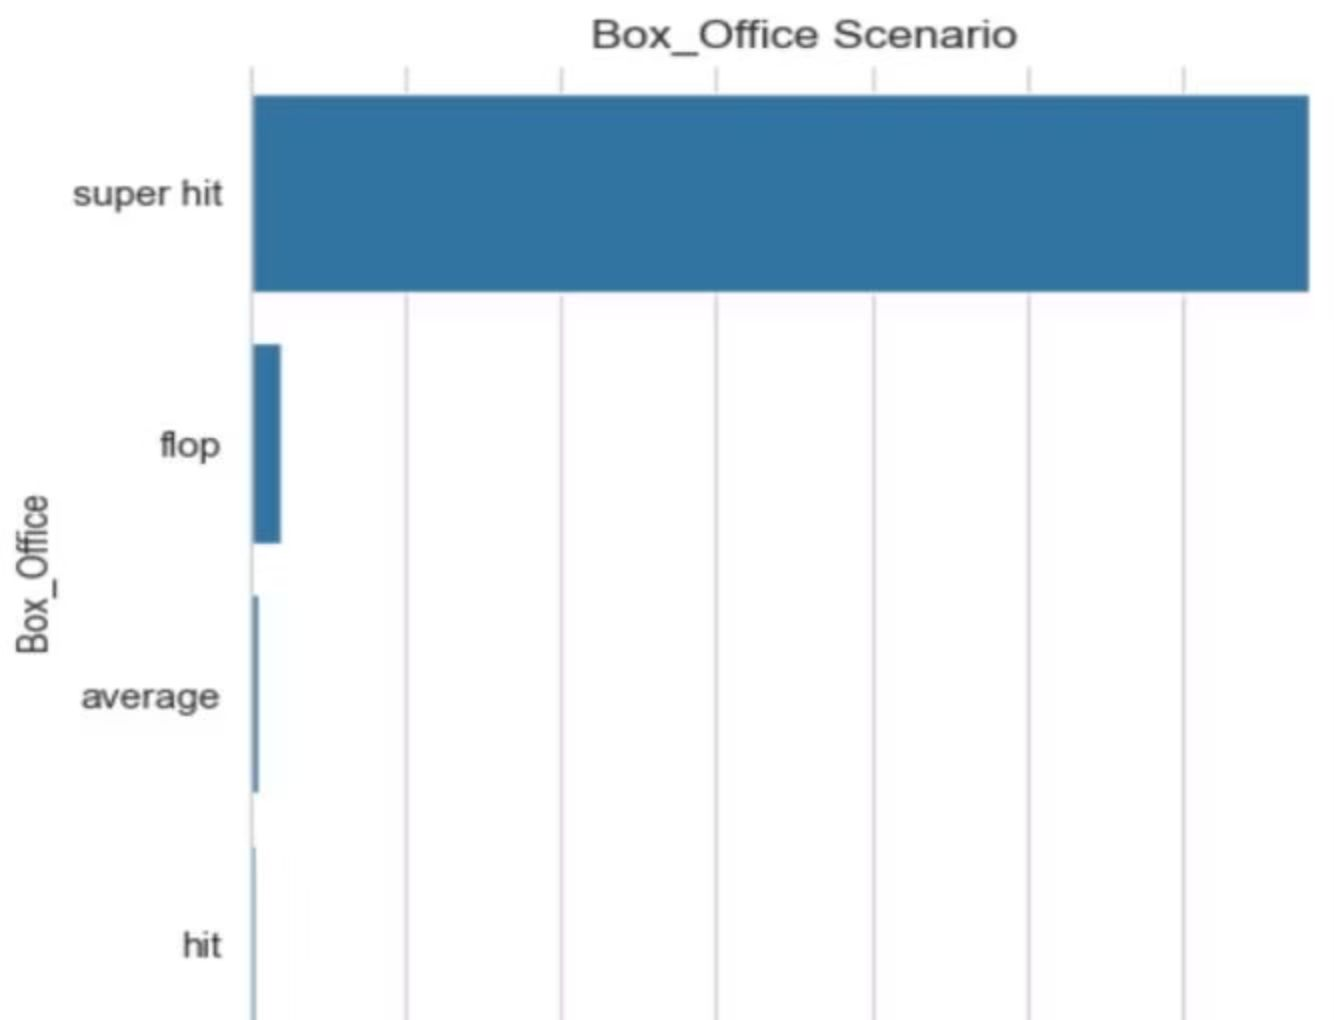 Box_Office Scenario
super hit
flop
Box_Office
average
hit